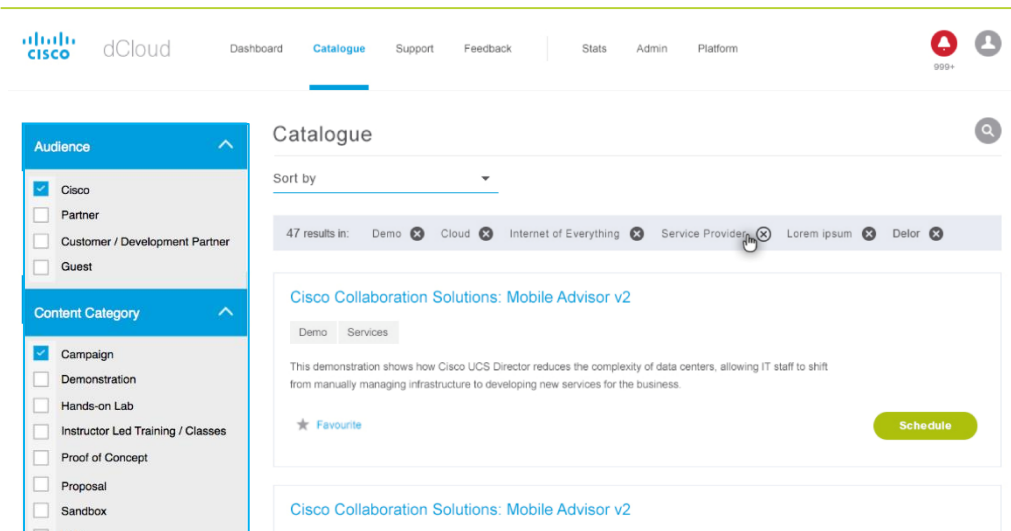 CISCO dCloud Dashboard Catalogue Support Feedback Stats Admin Platform
999+
Audience
Cisco
Partner
Customer / Development Partner
Guest
Content Category
Campaign
Demonstration
Hands-on Lab
Instructor Led Training / Classes
Proof of Concept
Proposal
Sandbox
Catalogue
Sort by
47 results in: Demo Cloud Internet of Everything Service Provider Lorem ipsum Delor
Cisco Collaboration Solutions: Mobile Advisor v2
Demo Services
This demonstration shows how Cisco UCS Director reduces the complexity of data centers, allowing IT staff to shift
from manually managing infrastructure to developing new services for the business.
Favourite Schedule
Cisco Collaboration Solutions: Mobile Advisor v2